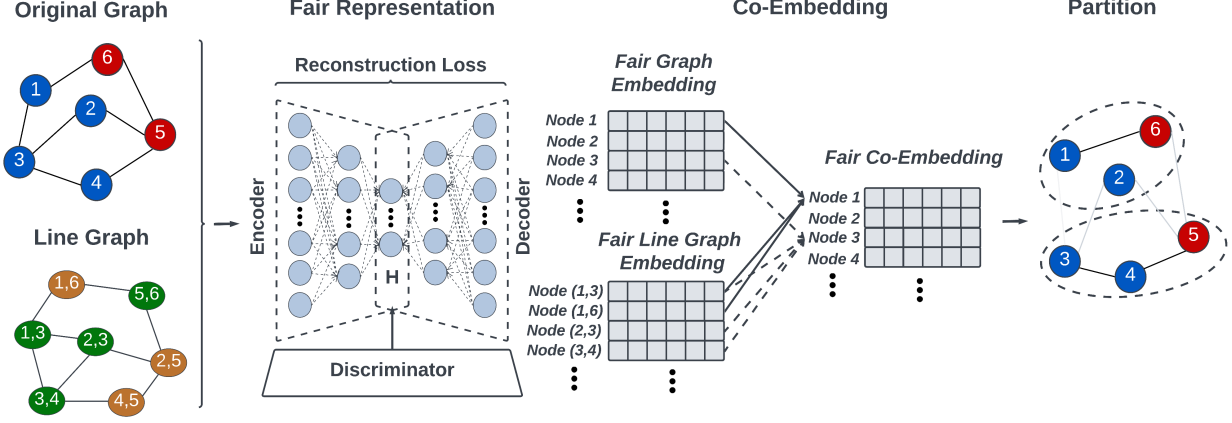 Original Graph
Fair Representation
Co-Embedding
Partition
6
1
2
5
3
4
Line Graph
1,6
5,6
1,3
2,3
2,5
3,4
4,5
Reconstruction Loss
Encoder
Decoder
H
Discriminator
Fair Graph
Embedding
Node 1
Node 2
Node 3
Node 4
Fair Line Graph
Embedding
Node (1,3)
Node (1,6)
Node (2,3)
Node (3,4)
Fair Co-Embedding
Node 1
Node 2
Node 3
Node 4
6
1
2
5
3
4